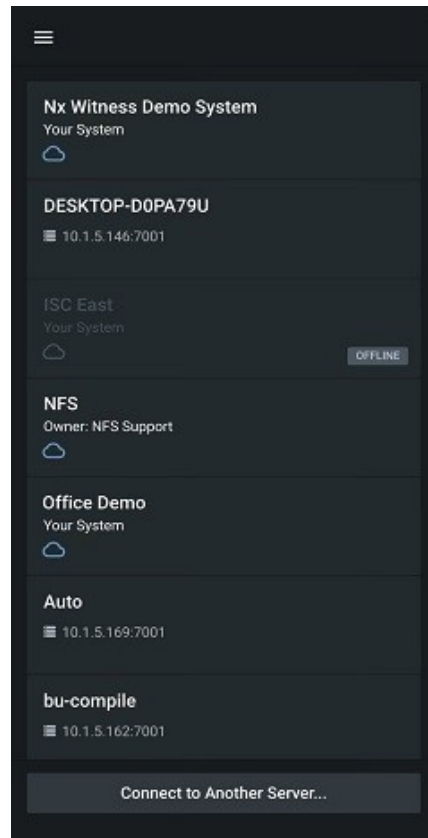 Nx Witness Demo System
Your System
DESKTOP-D0PA79U
10.1.5.146:7001
ISC East
Your System
OFFLINE
NFS
Owner: NFS Support
Office Demo
Your System
Auto
10.1.5.169:7001
bu-compile
10.1.5.162:7001
Connect to Another Server...